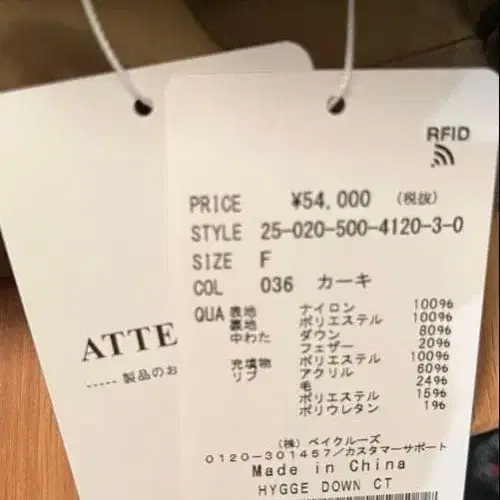 RFID
PRICE ¥54,000 (税抜)
STYLE 25-020-500-4120-3-0
SIZE F
COL 036 カーキ
QUA 表地 ナイロン 100%
裏地 ポリエステル 100%
中わた ダウン 80%
フェザー 20%
充填物 ポリエステル 100%
リブ アクリル 60%
毛 24%
ポリエステル 15%
ポリウレタン 1%
(株)ベイクルーズ
0120-301457/カスタマーサポート
Made in China
HYGGE DOWN CT
ATTE
----- 製品のお